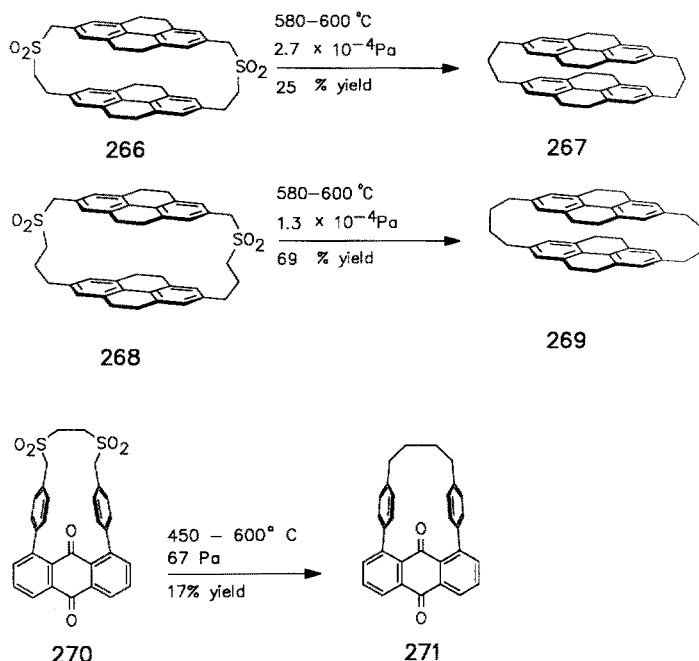 580–600 °C
2.7 × 10⁻⁴Pa
25 % yield
SO₂
SO₂
266
267
580–600 °C
1.3 × 10⁻⁴Pa
69 % yield
O₂S
SO₂
268
269
O₂S
SO₂
O
O
450 – 600° C
67 Pa
17% yield
O
O
270
271